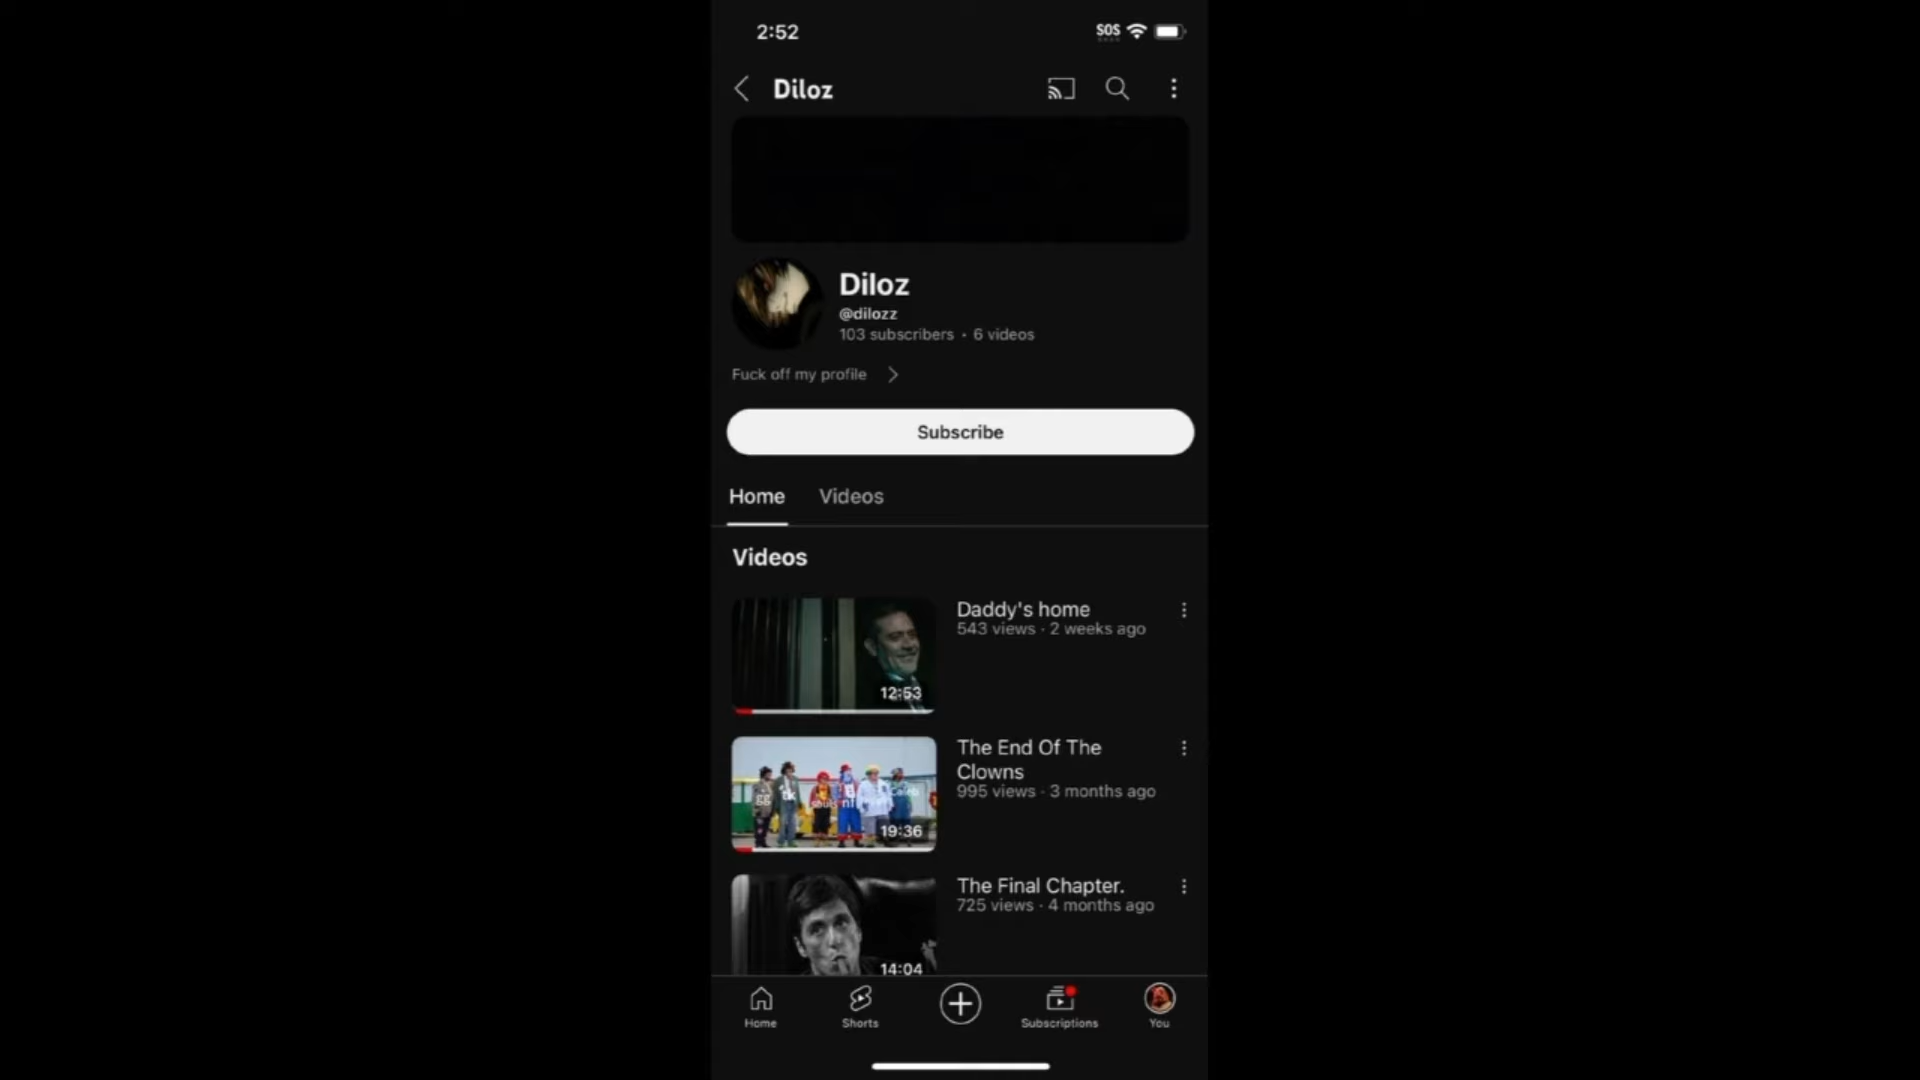 2:52
SOS
Diloz
Diloz
@dilozz
103 subscribers · 6 videos
Fuck off my profile
Subscribe
Home Videos
Videos
Daddy's home
543 views · 2 weeks ago
12:53
The End Of The
Clowns
995 views · 3 months ago
gg tk
19:36
The Final Chapter.
725 views · 4 months ago
14:04
Home Shorts Subscriptions You